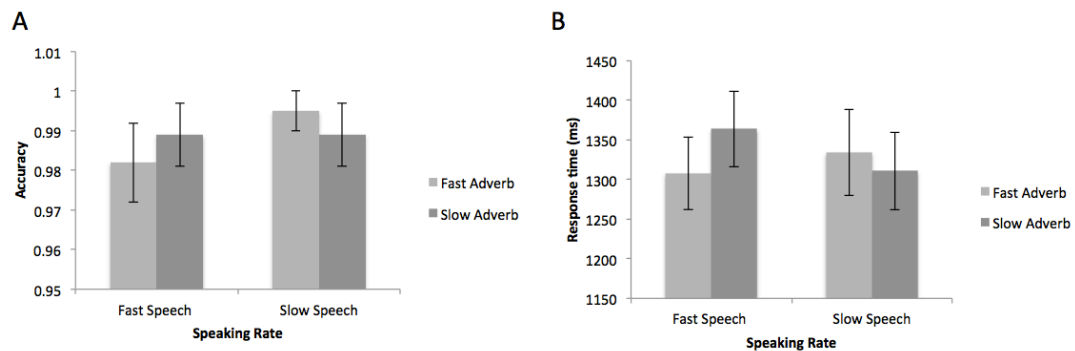 A
Accuracy
1.01
1
0.99
0.98
0.97
0.96
0.95
Fast Speech
Slow Speech
Speaking Rate
Fast Adverb
Slow Adverb
B
Response time (ms)
1450
1400
1350
1300
1250
1200
1150
Fast Speech
Slow Speech
Speaking Rate
Fast Adverb
Slow Adverb